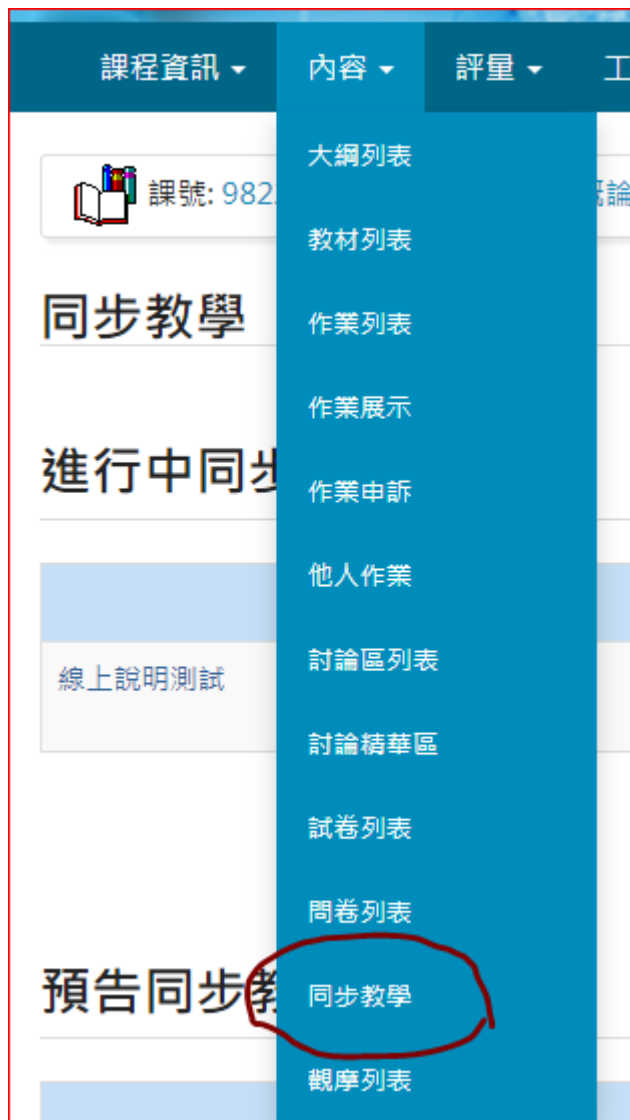 課程資訊 內容 評量 工
大綱列表
課號: 982 論
教材列表
同步教學
作業列表
作業展示
進行中同步
作業申訴
他人作業
討論區列表
線上說明測試
討論精華區
試卷列表
問卷列表
預告同步教
同步教學
觀摩列表